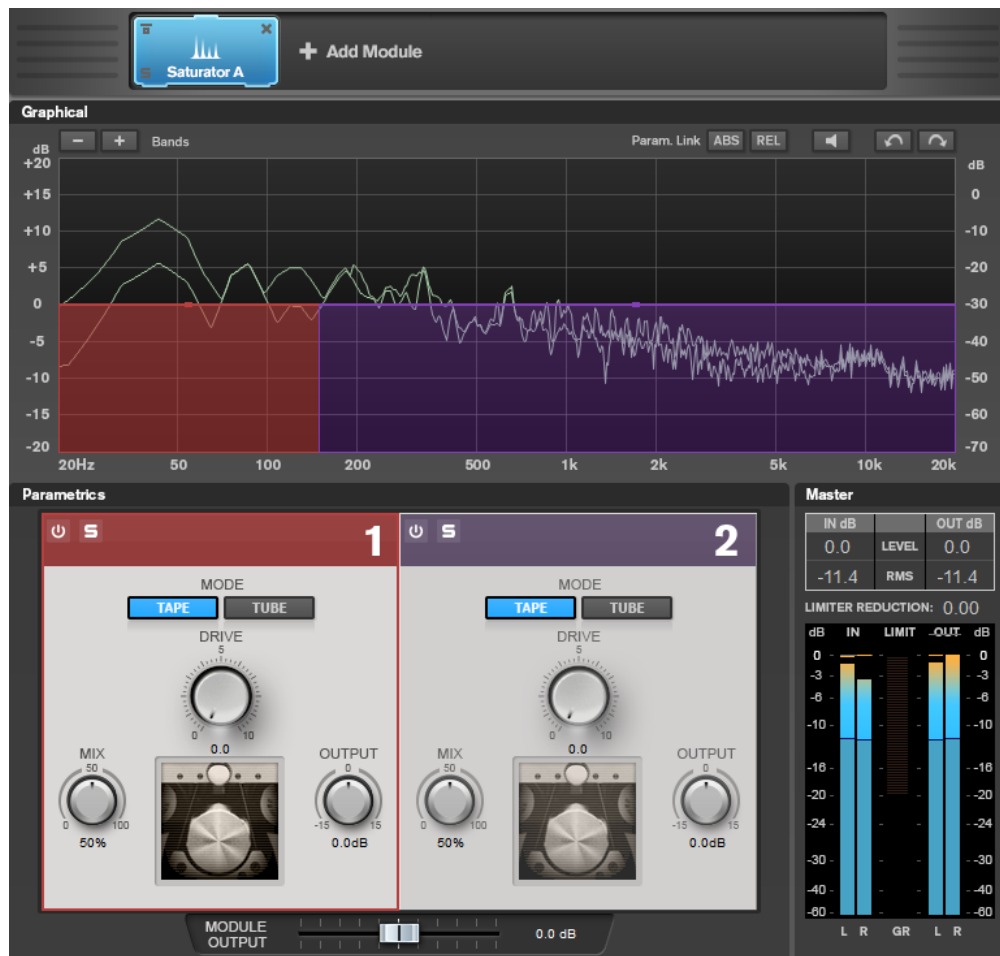 S
Saturator A
+ Add Module
Graphical
dB
− + Bands
Param. Link ABS REL
dB
+20
+15
+10
+5
0
-5
-10
-15
-20
0
-10
-20
-30
-40
-50
-60
-70
20Hz 50 100 200 500 1k 2k 5k 10k 20k
Parametrics
S 1
MODE
TAPE TUBE
DRIVE
5
0 10
0.0
MIX
50
0 100
50%
OUTPUT
0
-15 15
0.0dB
S 2
MODE
TAPE TUBE
DRIVE
5
0 10
0.0
MIX
50
0 100
50%
OUTPUT
0
-15 15
0.0dB
MODULE
OUTPUT
0.0 dB
Master
IN dB OUT dB
0.0 LEVEL 0.0
-11.4 RMS -11.4
LIMITER REDUCTION: 0.00
dB IN LIMIT OUT dB
0 0
-3 -3
-6 -6
-10 -10
-16 -16
-20 -20
-24 -24
-30 -30
-40 -40
-60 -60
L R GR L R